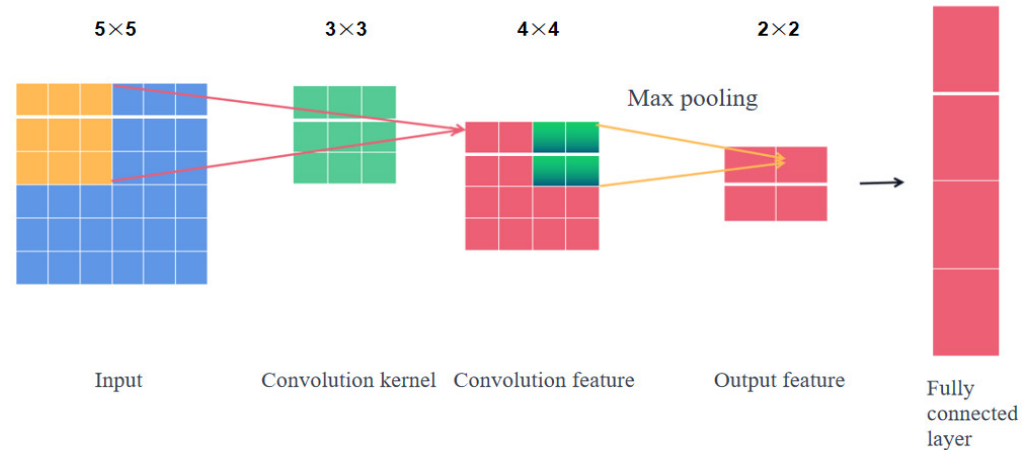 5×5
3×3
4×4
2×2
Max pooling
Input
Convolution kernel
Convolution feature
Output feature
Fully
connected
layer